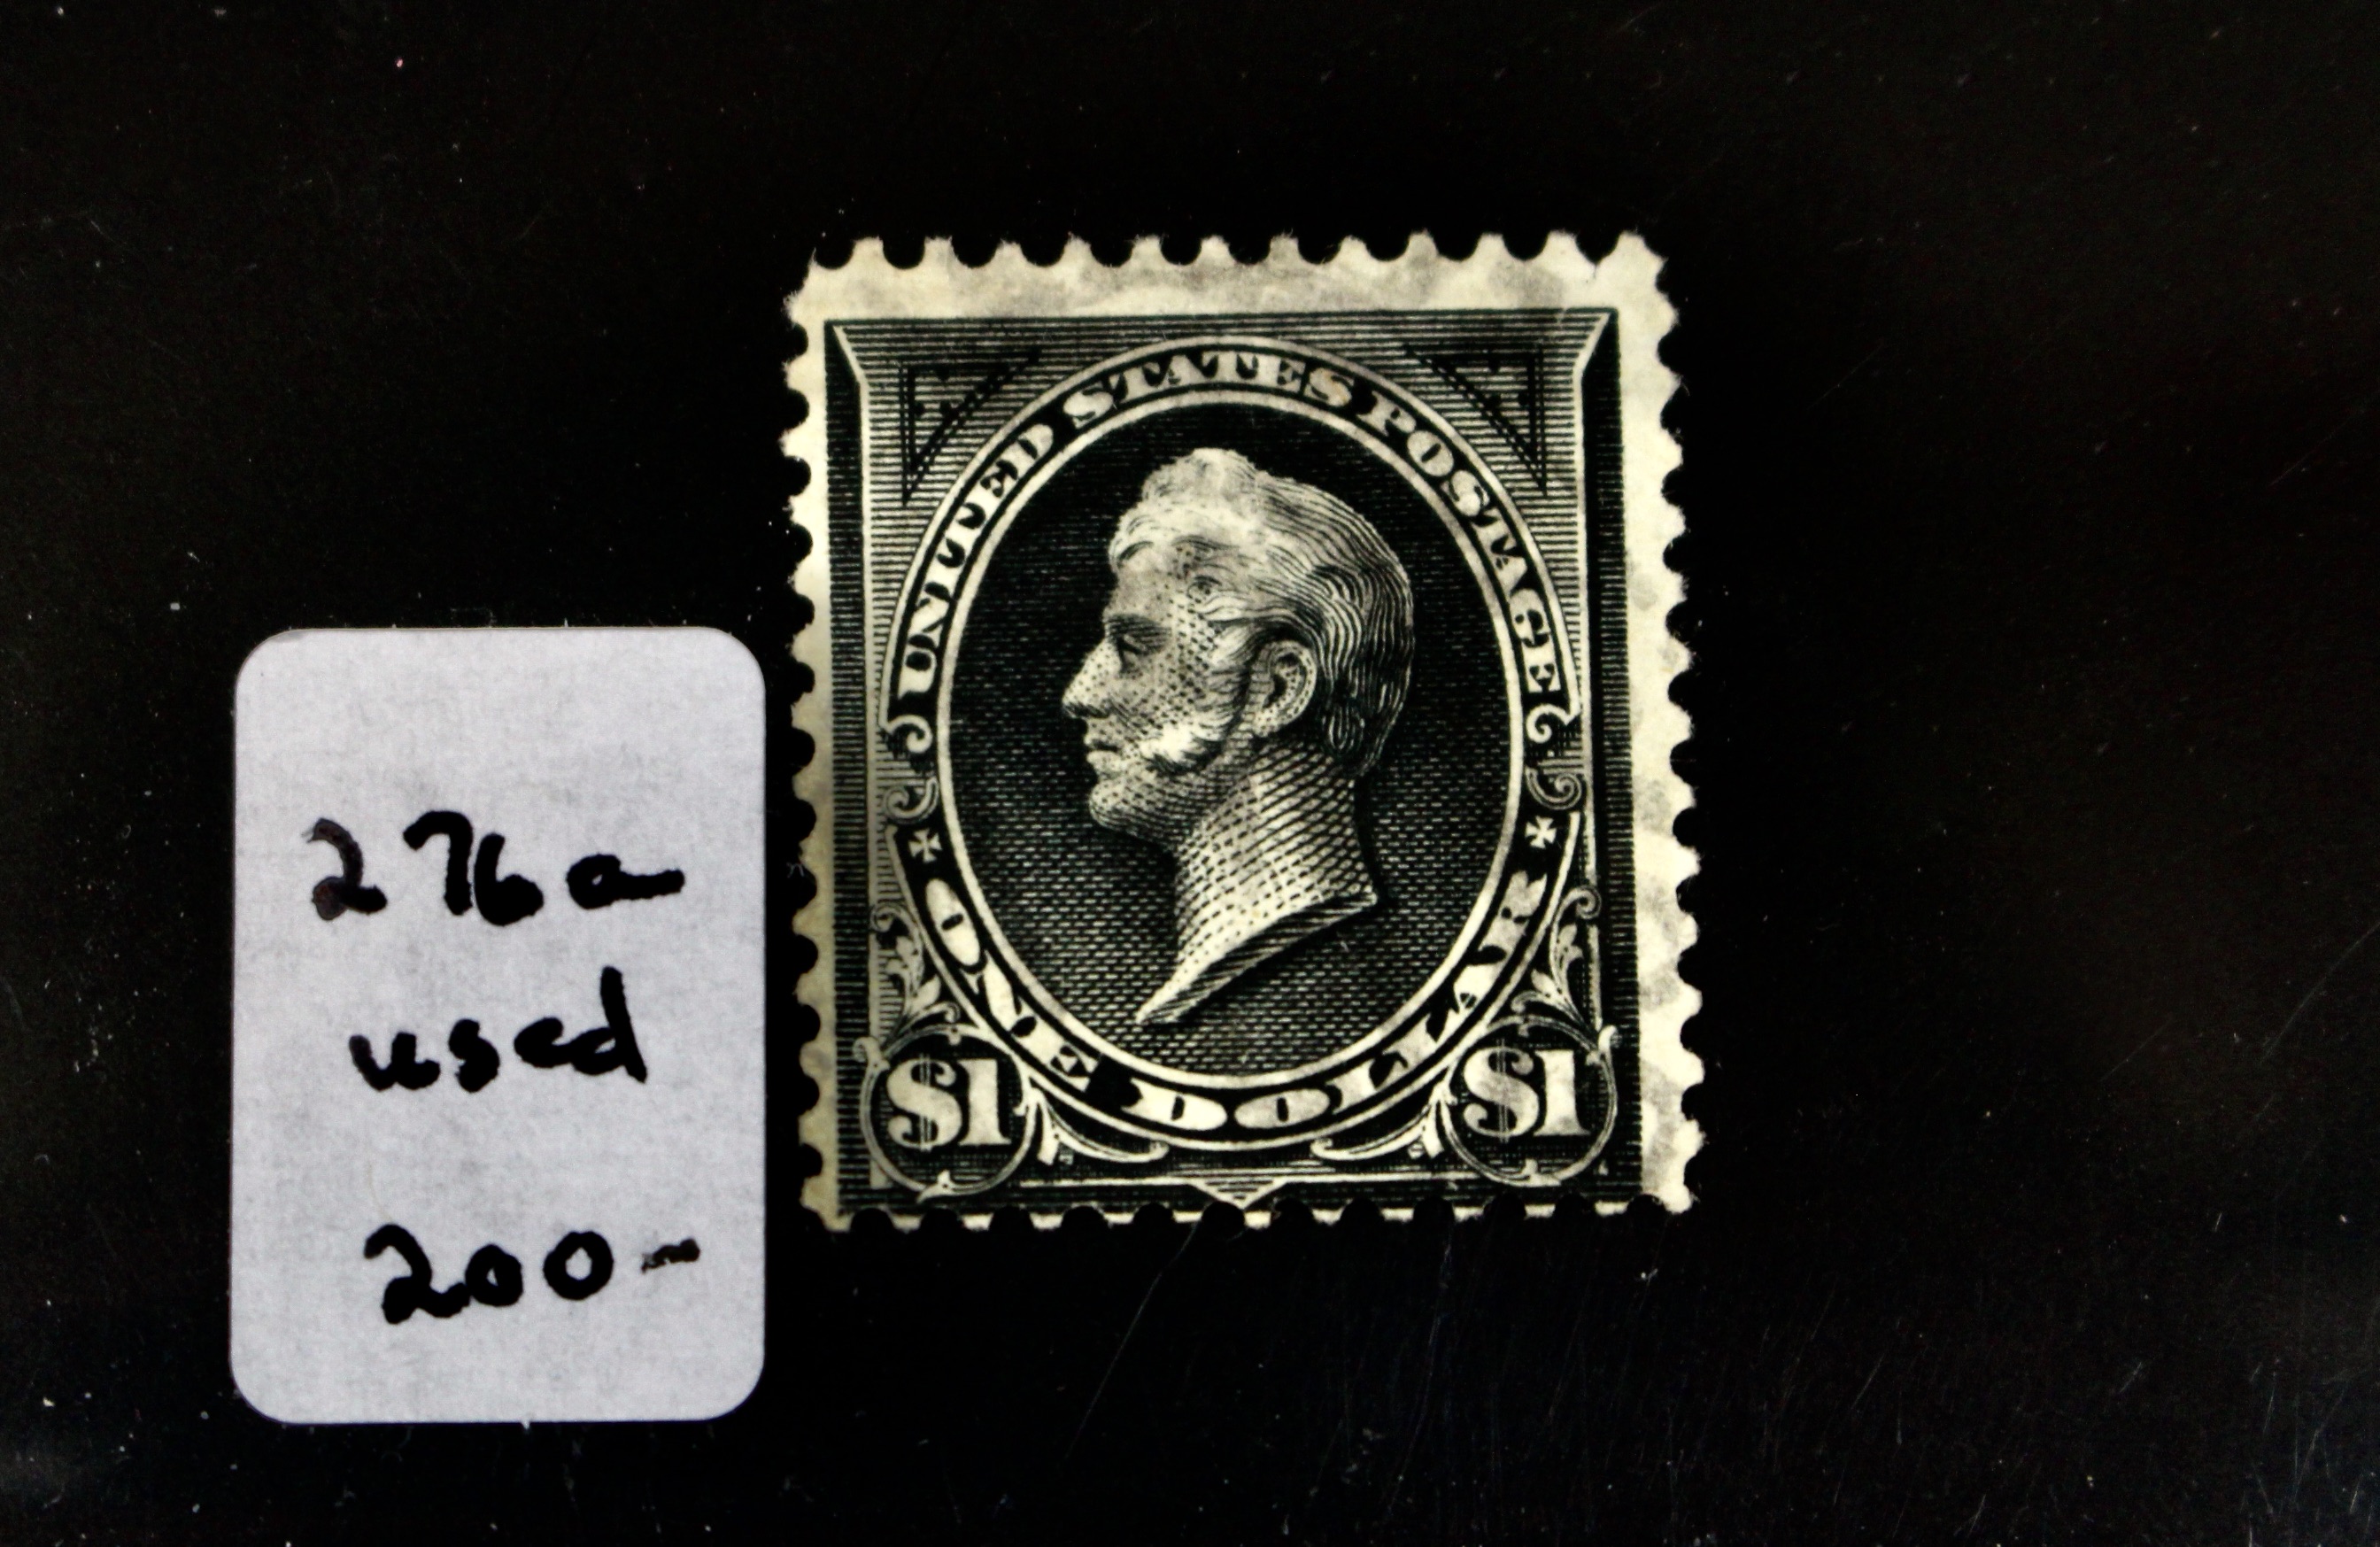 276a
used
200-
UNITED STATES POSTAGE
ONE DOLLAR
$1 $1